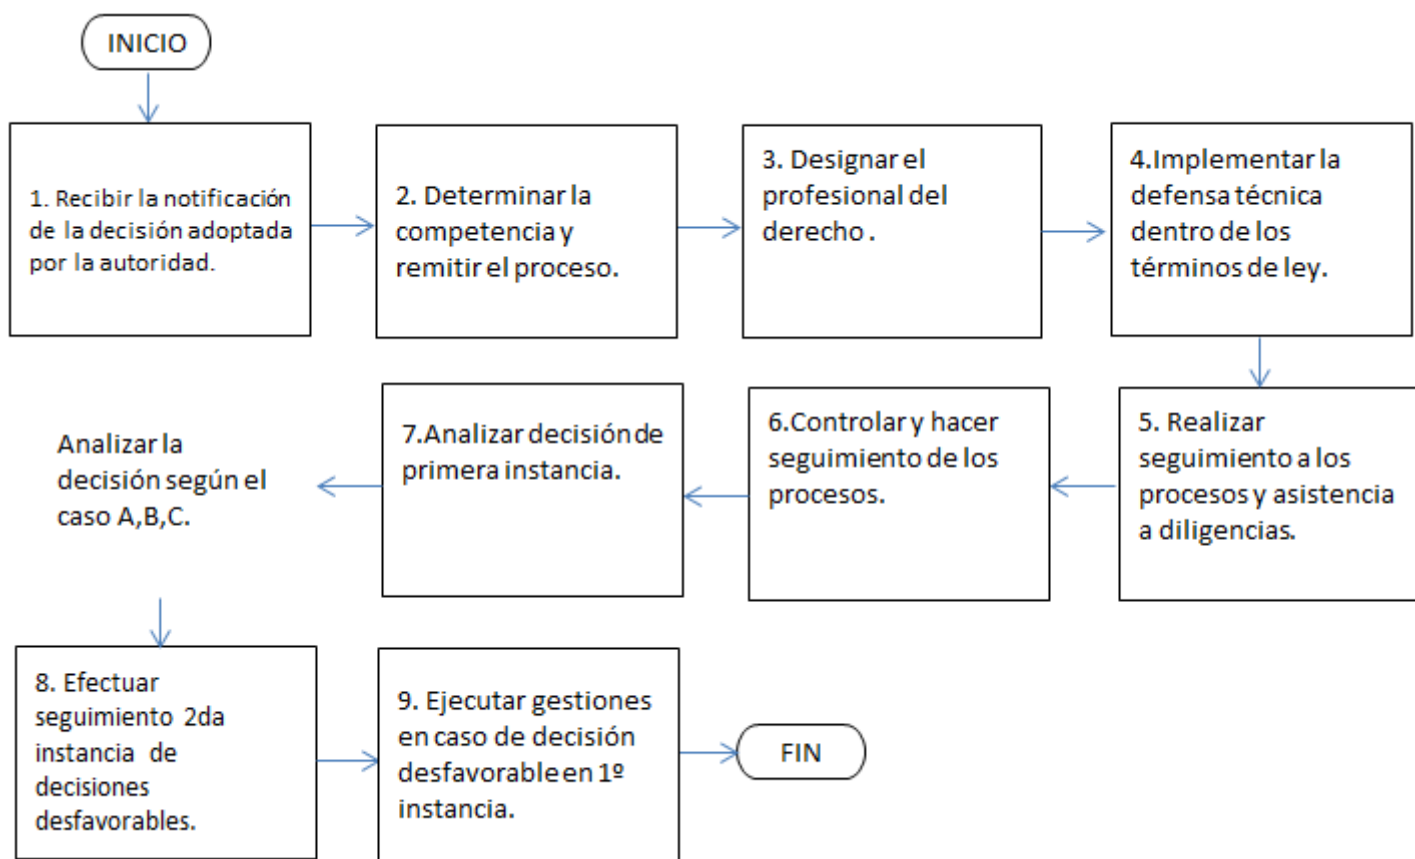 INICIO
1. Recibir la notificación
de la decisión adoptada
por la autoridad.
2. Determinar la
competencia y
remitir el proceso.
3. Designar el
profesional del
derecho .
4.Implementar la
defensa técnica
dentro de los
términos de ley.
5. Realizar
seguimiento a los
procesos y asistencia
a diligencias.
6.Controlar y hacer
seguimiento de los
procesos.
7.Analizar decisión de
primera instancia.
Analizar la
decisión según el
caso A,B,C.
8. Efectuar
seguimiento 2da
instancia de
decisiones
desfavorables.
9. Ejecutar gestiones
en caso de decisión
desfavorable en 1º
instancia.
FIN